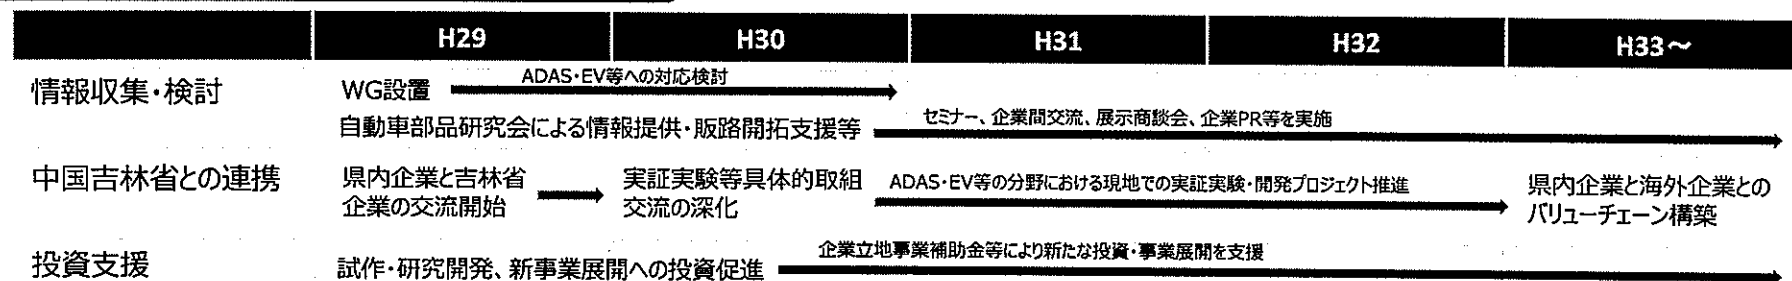 H29 H30 H31 H32 H33～
情報収集・検討
WG設置
ADAS・EV等への対応検討
自動車部品研究会による情報提供・販路開拓支援等
セミナー、企業間交流、展示商談会、企業PR等を実施
中国吉林省との連携
県内企業と吉林省
企業の交流開始
実証実験等具体的取組
交流の深化
ADAS・EV等の分野における現地での実証実験・開発プロジェクト推進
県内企業と海外企業との
バリューチェーン構築
投資支援
試作・研究開発、新事業展開への投資促進
企業立地事業補助金等により新たな投資・事業展開を支援